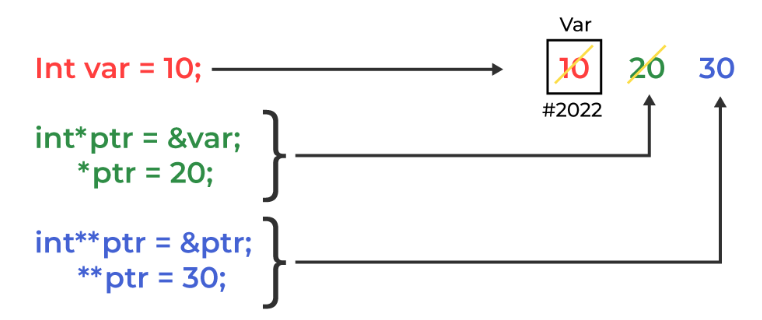 Var
Int var = 10; 10 20 30
#2022
int*ptr = &var;
*ptr = 20;
int**ptr = &ptr;
**ptr = 30;